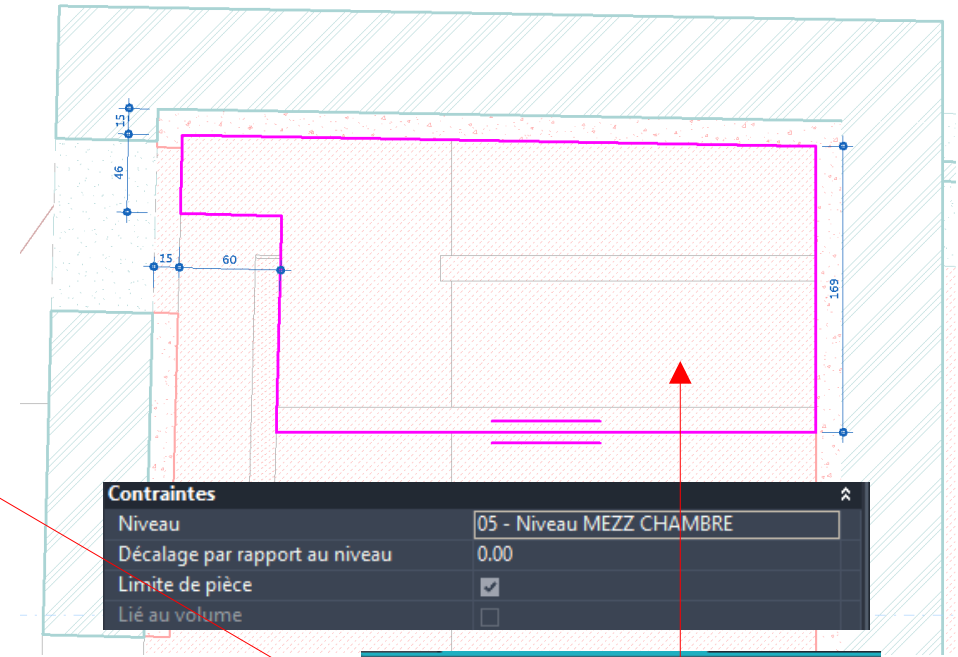 15
46
15
60
169
Contraintes
Niveau 05 - Niveau MEZZ CHAMBRE
Décalage par rapport au niveau 0.00
Limite de pièce
Lié au volume